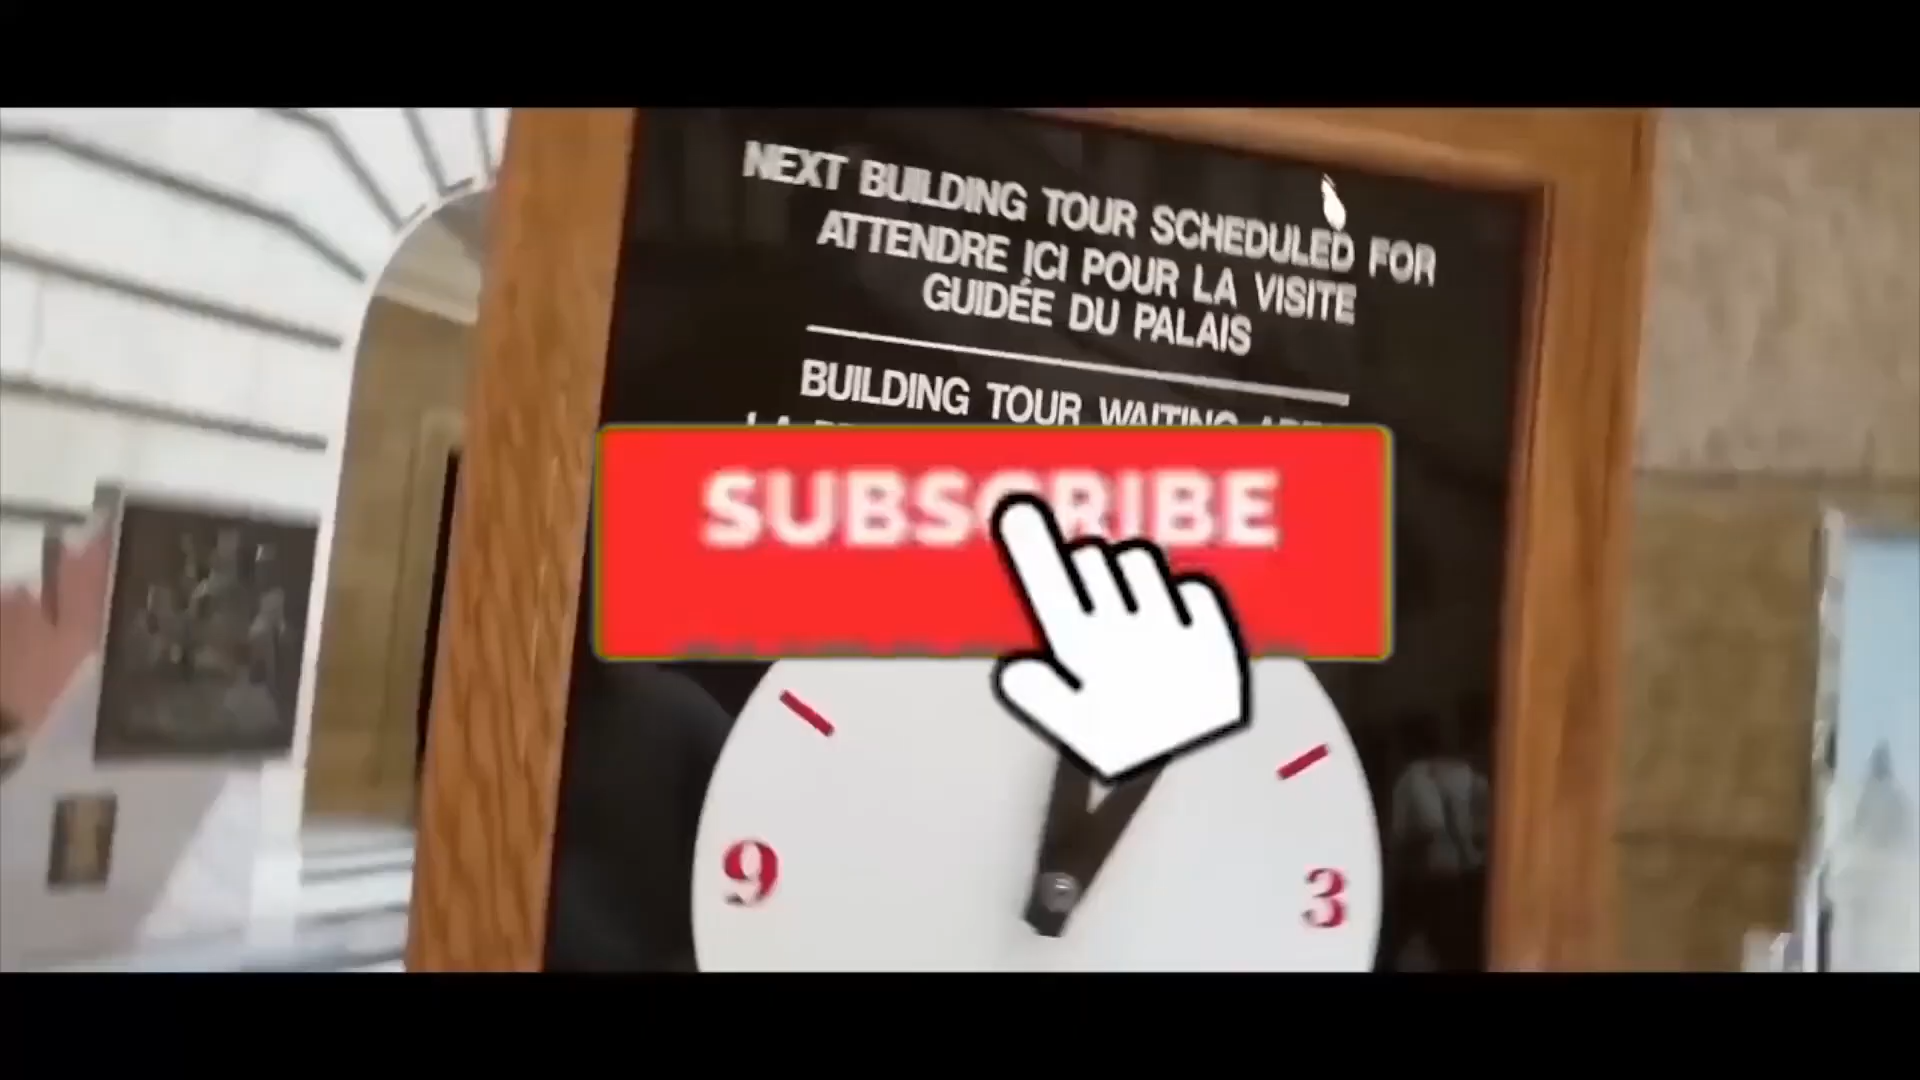 NEXT BUILDING TOUR SCHEDULED FOR
ATTENDRE ICI POUR LA VISITE
GUIDÉE DU PALAIS
BUILDING TOUR WAITING
LA
SUBSCRIBE
9
3